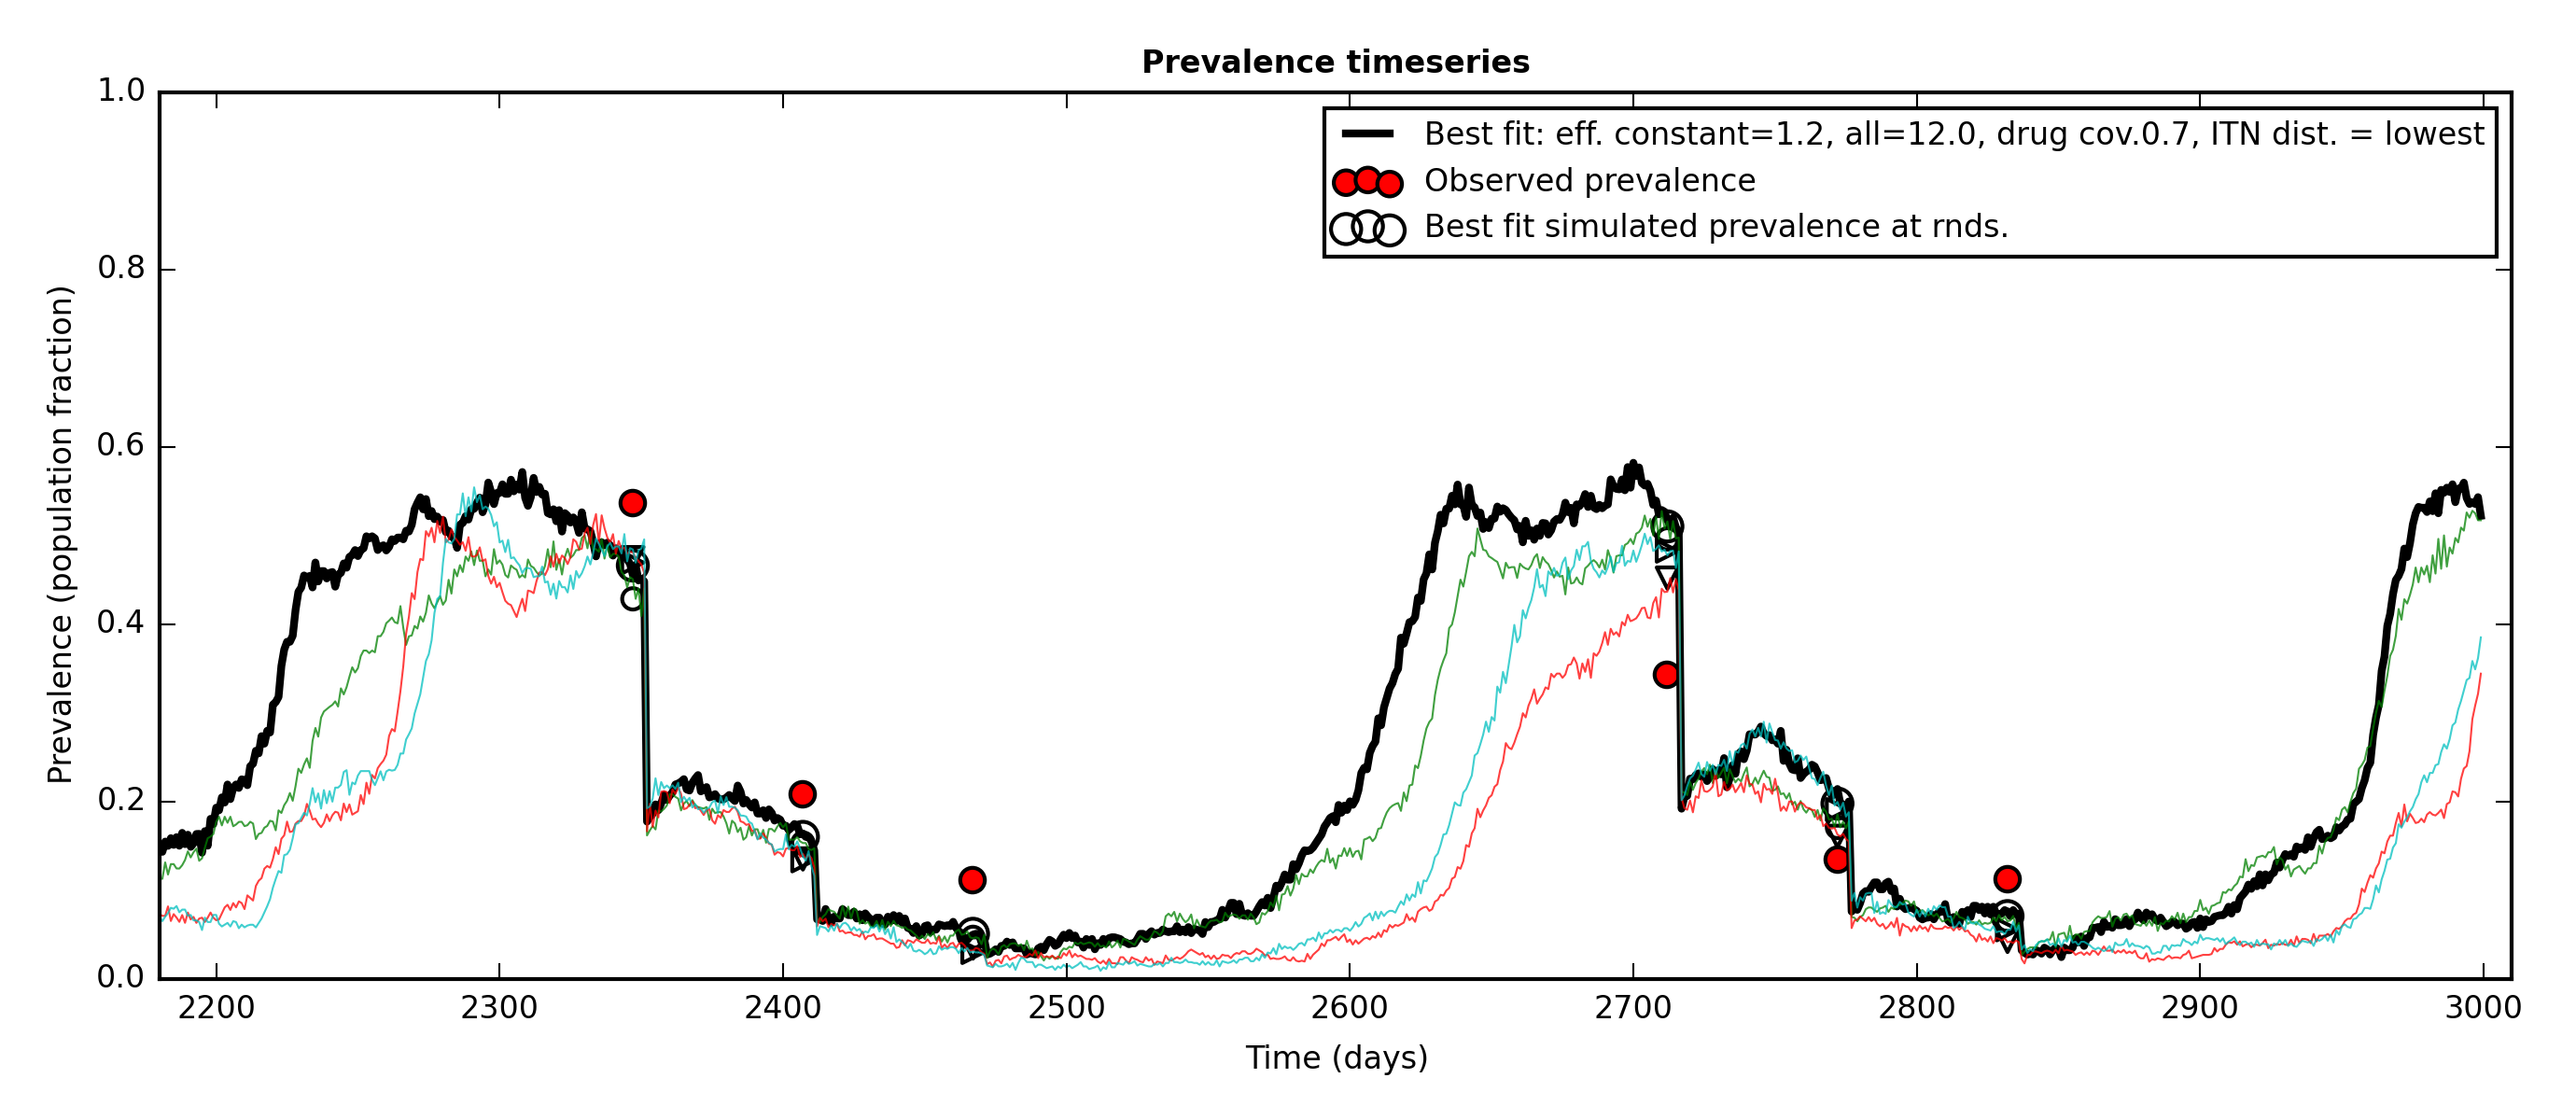 Prevalence timeseries
1.0
0.8
0.6
0.4
0.2
0.0
Prevalence (population fraction)
Best fit: eff. constant=1.2, all=12.0, drug cov.0.7, ITN dist. = lowest
Observed prevalence
Best fit simulated prevalence at rnds.
2200 2300 2400 2500 2600 2700 2800 2900 3000
Time (days)